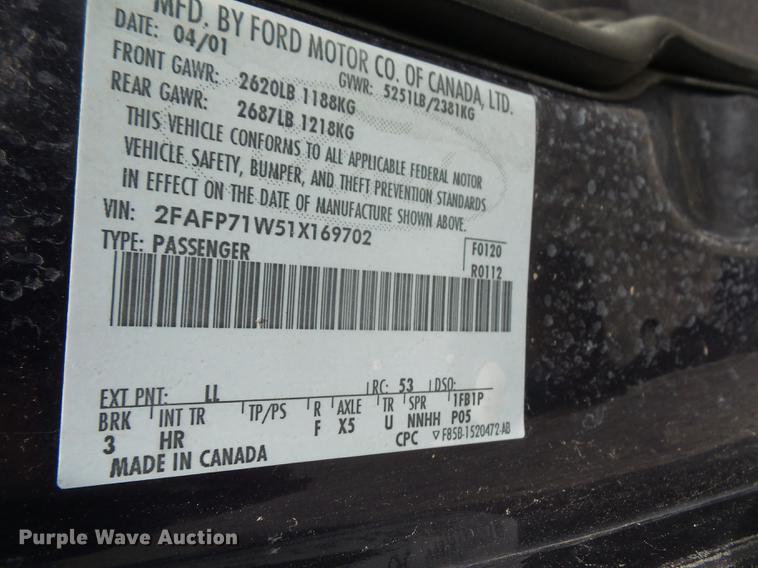 MFD. BY FORD MOTOR CO. OF CANADA, LTD.
DATE: 04/01 GVWR: 5251LB/2381KG
FRONT GAWR: 2620LB 1188KG
REAR GAWR: 2687LB 1218KG
THIS VEHICLE CONFORMS TO ALL APPLICABLE FEDERAL MOTOR
VEHICLE SAFETY, BUMPER, AND THEFT PREVENTION STANDARDS
IN EFFECT ON THE DATE OF MANUFACTURE SHOWN ABOVE.
VIN: 2FAFP71W51X169702
TYPE: PASSENGER F0120
R0112
EXT PNT: LL RC: 53 DSO:
BRK INT TR TP/PS R AXLE TR SPR 1FB1P
3 HR F X5 U NNHH P05
MADE IN CANADA CPC ▽ F85B-1520472-AB
Purple Wave Auction